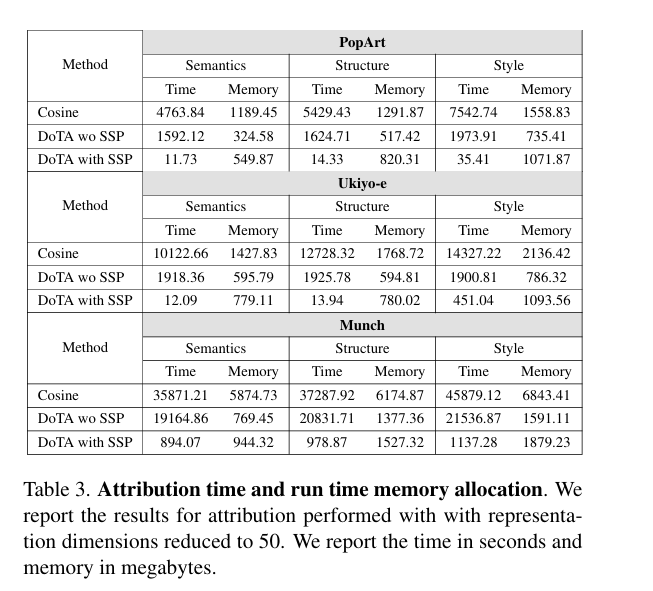 PopArt
Method
Semantics Structure Style
Time Memory Time Memory Time Memory
Cosine 4763.84 1189.45 5429.43 1291.87 7542.74 1558.83
DoTA wo SSP 1592.12 324.58 1624.71 517.42 1973.91 735.41
DoTA with SSP 11.73 549.87 14.33 820.31 35.41 1071.87
Ukiyo-e
Method
Semantics Structure Style
Time Memory Time Memory Time Memory
Cosine 10122.66 1427.83 12728.32 1768.72 14327.22 2136.42
DoTA wo SSP 1918.36 595.79 1925.78 594.81 1900.81 786.32
DoTA with SSP 12.09 779.11 13.94 780.02 451.04 1093.56
Munch
Method
Semantics Structure Style
Time Memory Time Memory Time Memory
Cosine 35871.21 5874.73 37287.92 6174.87 45879.12 6843.41
DoTA wo SSP 19164.86 769.45 20831.71 1377.36 21536.87 1591.11
DoTA with SSP 894.07 944.32 978.87 1527.32 1137.28 1879.23
Table 3. Attribution time and run time memory allocation. We
report the results for attribution performed with with representa-
tion dimensions reduced to 50. We report the time in seconds and
memory in megabytes.